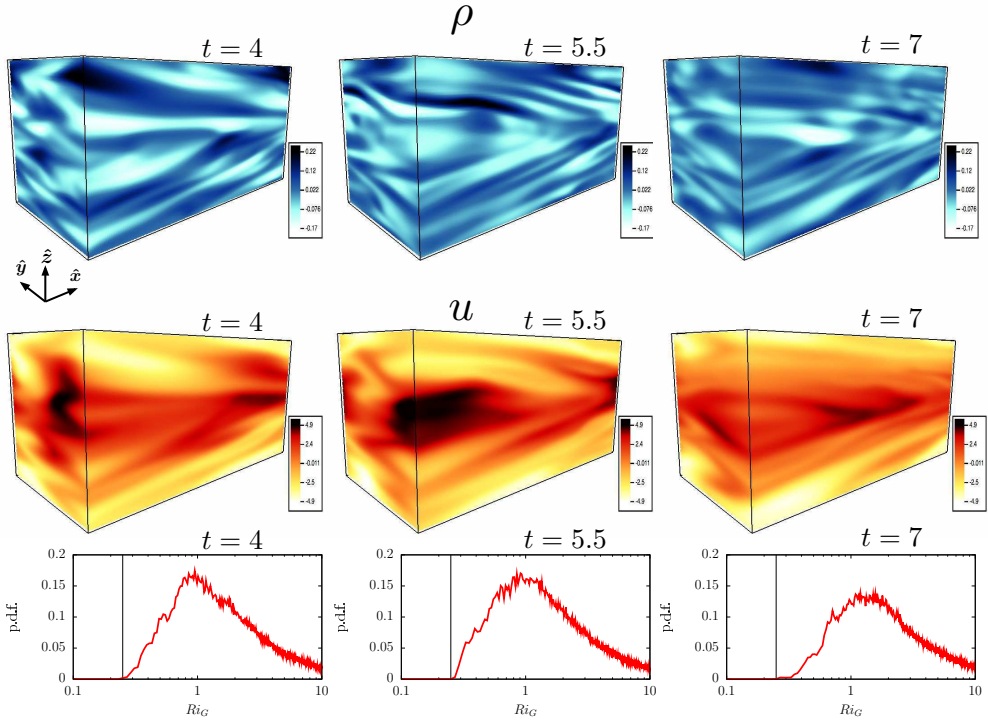 ρ
t = 4 t = 5.5 t = 7
0.22 0.22 0.22
0.12 0.12 0.12
0.022 0.022 0.022
-0.076 -0.076 -0.076
-0.17 -0.17 -0.17
ŷ ẑ x̂
u
t = 4 t = 5.5 t = 7
4.9 4.9 4.9
2.4 2.4 2.4
-0.011 -0.011 -0.011
-2.5 -2.5 -2.5
-4.9 -4.9 -4.9
t = 4 t = 5.5 t = 7
0.2 0.2 0.2
0.15 0.15 0.15
0.1 0.1 0.1
0.05 0.05 0.05
0 0 0
p.d.f. p.d.f. p.d.f.
0.1 1 10 0.1 1 10 0.1 1 10
Ri_G Ri_G Ri_G